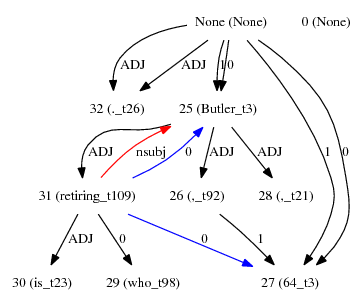 None (None) 0 (None)
ADJ ADJ 1 0
32 (._t26) 25 (Butler_t3)
ADJ nsubj 0 ADJ ADJ 1 0
31 (retiring_t109) 26 (,_t92) 28 (,_t21)
ADJ 0 0 1
30 (is_t23) 29 (who_t98) 27 (64_t3)